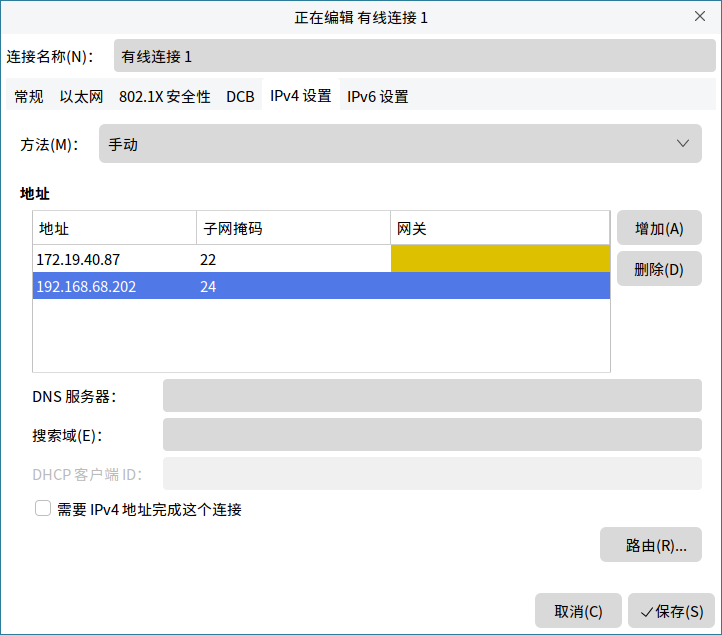 正在编辑 有线连接 1
连接名称(N): 有线连接 1
常规 以太网 802.1X 安全性 DCB IPv4 设置 IPv6 设置
方法(M): 手动
地址
地址 子网掩码 网关 增加(A)
172.19.40.87 22
删除(D)
192.168.68.202 24
DNS 服务器:
搜索域(E):
DHCP 客户端 ID:
需要 IPv4 地址完成这个连接
路由(R)...
取消(C) 保存(S)